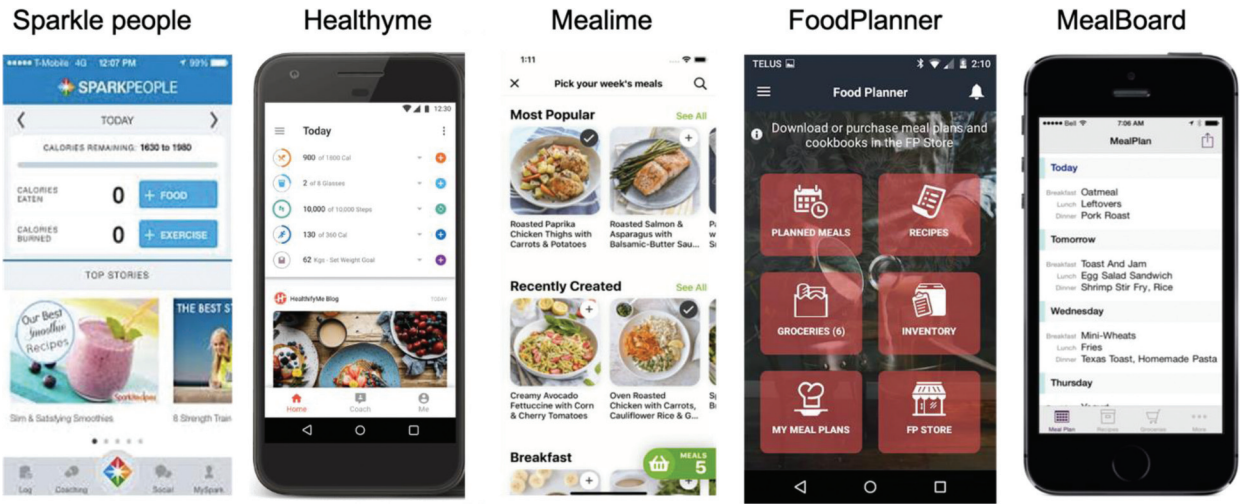 Sparkle people
Healthyme
Mealime
FoodPlanner
MealBoard
T-Mobile 4G 12:07 PM 99%
SPARKPEOPLE
TODAY
CALORIES REMAINING: 1630 to 1980
CALORIES
EATEN
0
+ FOOD
CALORIES
BURNED
0
+ EXERCISE
TOP STORIES
Our Best
Smoothie
Recipes
SparkRecipes
THE BEST S
Slim & Satisfying Smoothies
8 Strength Train
Log Coaching Social MySpark
12:30
Today
900 of 1800 Cal
2 of 8 Glasses
10,000 of 10,000 Steps
130 of 360 Cal
62 Kgs - Set Weight Goal
HealthifyMe Blog
TODAY
Home Coach Me
1:11
Pick your week's meals
Most Popular
See All
Roasted Paprika
Chicken Thighs with
Carrots & Potatoes
Roasted Salmon &
Asparagus with
Balsamic-Butter Sau...
Recently Created
See All
Creamy Avocado
Fettuccine with Corn
& Cherry Tomatoes
Oven Roasted
Chicken with Carrots,
Cauliflower Rice & G...
Breakfast
MEALS
5
TELUS 2:10
Food Planner
Download or purchase meal plans and
cookbooks in the FP Store
PLANNED MEALS
RECIPES
GROCERIES (6)
INVENTORY
MY MEAL PLANS
FP STORE
Bell 7:06 AM
MealPlan
Today
Breakfast Oatmeal
Lunch Leftovers
Dinner Pork Roast
Tomorrow
Breakfast Toast And Jam
Lunch Egg Salad Sandwich
Dinner Shrimp Stir Fry, Rice
Wednesday
Breakfast Mini-Wheats
Lunch Fries
Dinner Texas Toast, Homemade Pasta
Thursday
Meal Plan Recipes Groceries More